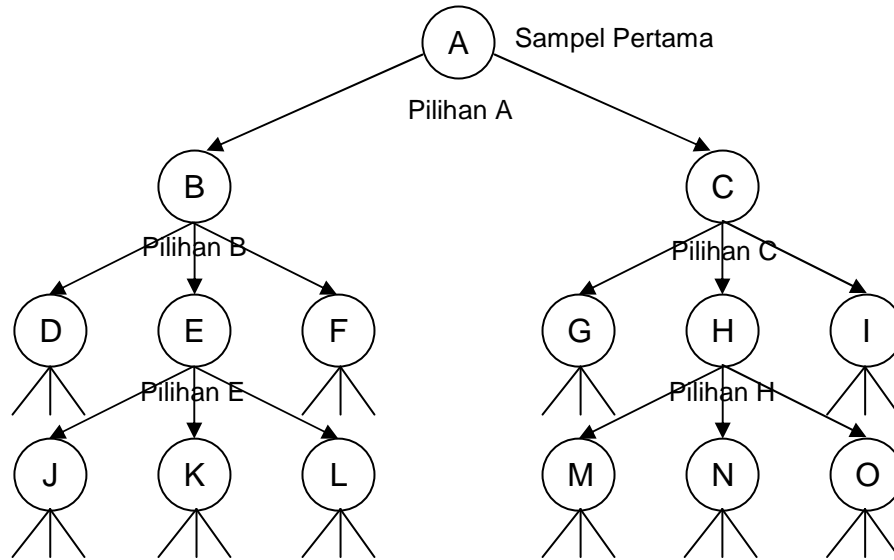 A
Sampel Pertama
Pilihan A
B
C
Pilihan B
Pilihan C
D
E
F
G
H
I
Pilihan E
Pilihan H
J
K
L
M
N
O